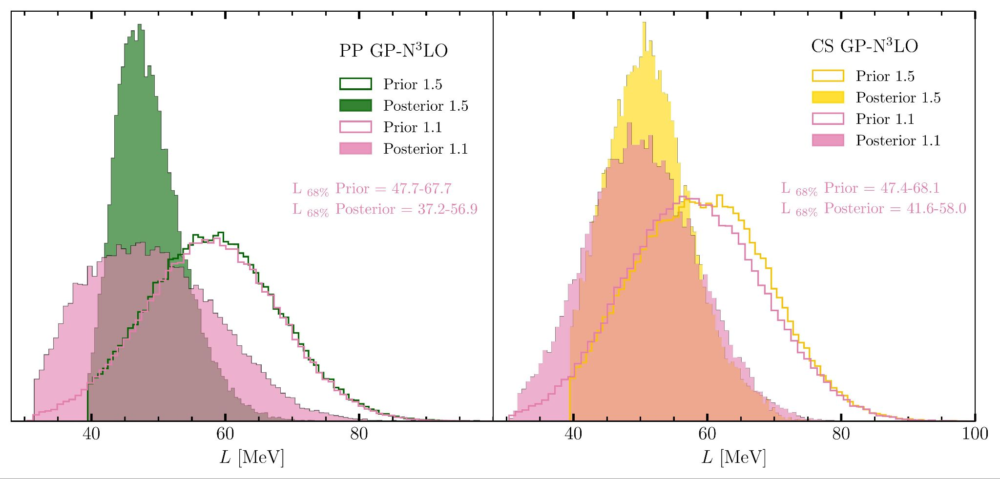 PP GP-N³LO
Prior 1.5
Posterior 1.5
Prior 1.1
Posterior 1.1
L 68% Prior = 47.7-67.7
L 68% Posterior = 37.2-56.9
40 60 80
L [MeV]
CS GP-N³LO
Prior 1.5
Posterior 1.5
Prior 1.1
Posterior 1.1
L 68% Prior = 47.4-68.1
L 68% Posterior = 41.6-58.0
40 60 80 100
L [MeV]